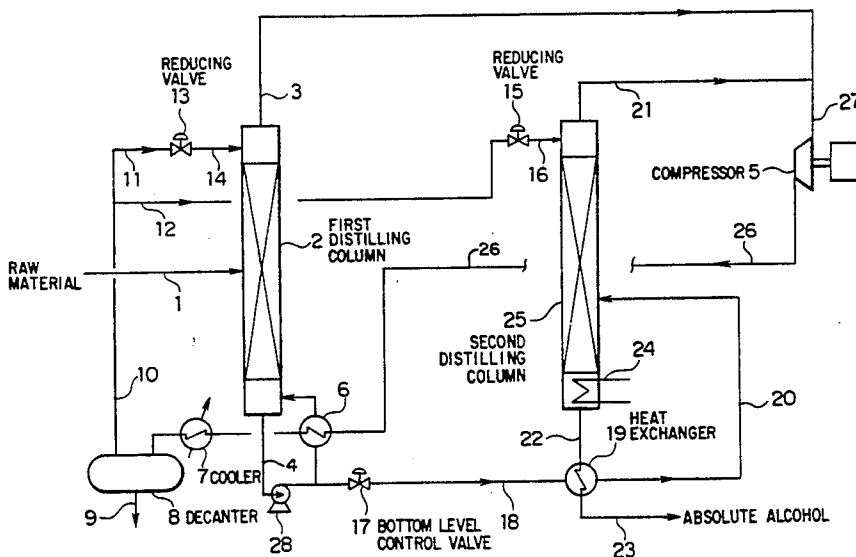 REDUCING
VALVE
13
3
REDUCING
VALVE
15
21
27
11
14
16
COMPRESSOR 5
12
2
FIRST
DISTILLING
COLUMN
26
26
RAW
MATERIAL
1
25
SECOND
DISTILLING
COLUMN
24
10
6
20
22
19 HEAT
EXCHANGER
7 COOLER
4
9
8 DECANTER
28
17 BOTTOM LEVEL
CONTROL VALVE
18
23
ABSOLUTE ALCOHOL